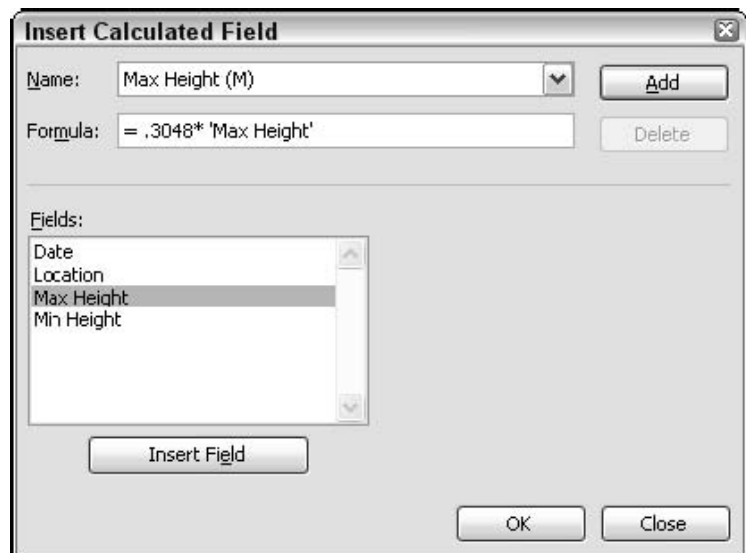 Insert Calculated Field
Name: Max Height (M) Add
Formula: = .3048* 'Max Height' Delete
Fields:
Date
Location
Max Height
Min Height
Insert Field
OK Close